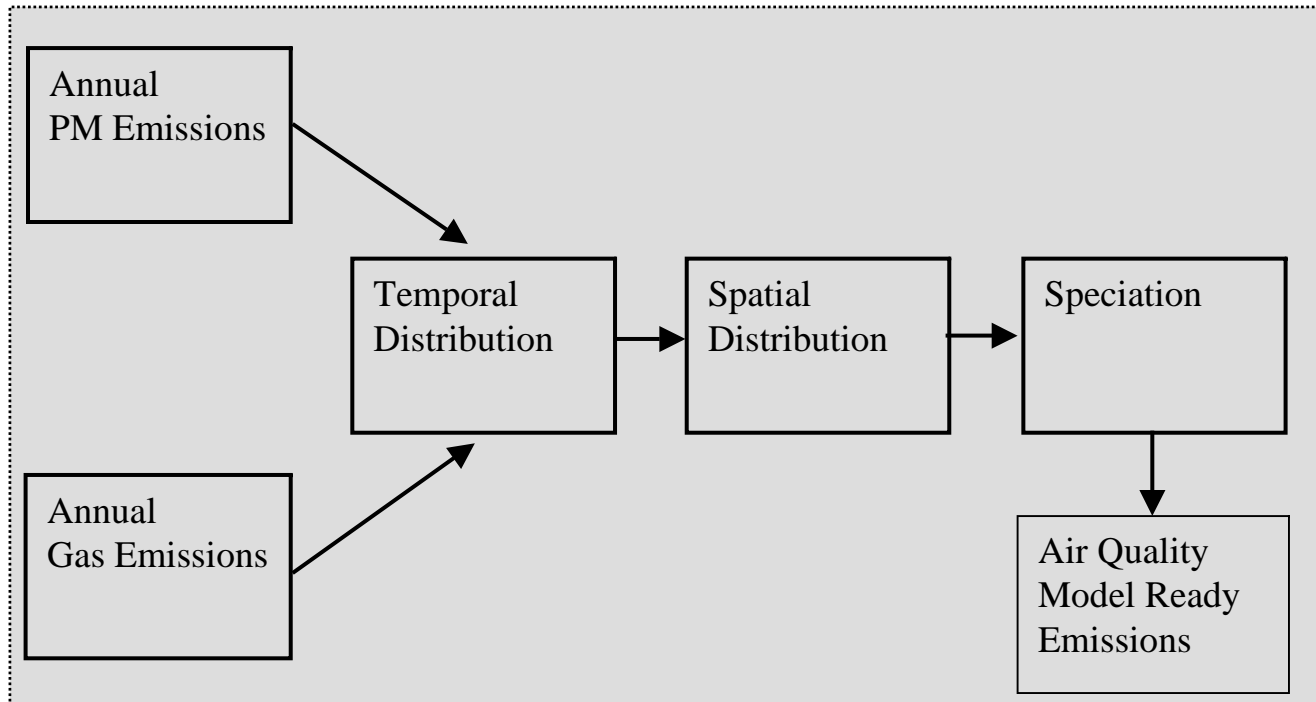 Annual
PM Emissions
Temporal
Distribution
Spatial
Distribution
Speciation
Annual
Gas Emissions
Air Quality
Model Ready
Emissions